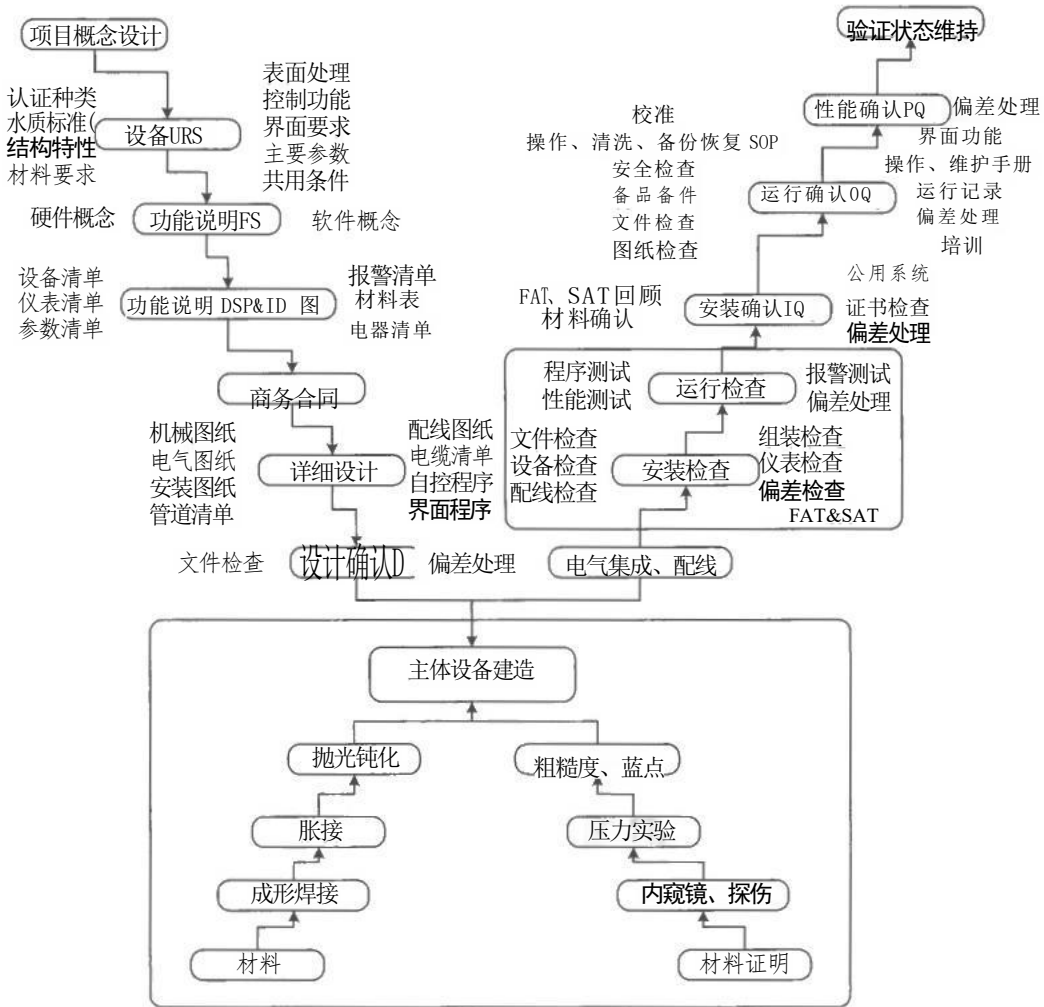 项目概念设计
验证状态维持
表面处理
控制功能
界面要求
主要参数
共用条件
认证种类
水质标准(
结构特性
材料要求
设备URS
性能确认PQ
偏差处理
校准
操作、清洗、备份恢复 SOP
安全检查
备品备件
文件检查
图纸检查
界面功能
操作、维护手册
运行记录
偏差处理
培训
运行确认OQ
硬件概念
功能说明FS
软件概念
设备清单
仪表清单
参数清单
功能说明 DSP&ID 图
报警清单
材料表
电器清单
公用系统
证书检查
偏差处理
FAT、SAT回顾
材料确认
安装确认IQ
商务合同
程序测试
性能测试
运行检查
报警测试
偏差处理
机械图纸
电气图纸
安装图纸
管道清单
详细设计
配线图纸
电缆清单
自控程序
界面程序
文件检查
设备检查
配线检查
安装检查
组装检查
仪表检查
偏差检查
FAT&SAT
文件检查
设计确认D
偏差处理
电气集成、配线
主体设备建造
抛光钝化
粗糙度、蓝点
胀接
压力实验
成形焊接
内窥镜、探伤
材料
材料证明